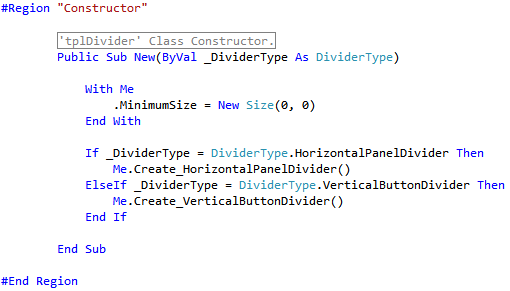 #Region "Constructor"
'tplDivider' Class Constructor.
Public Sub New(ByVal _DividerType As DividerType)
With Me
.MinimumSize = New Size(0, 0)
End With
If _DividerType = DividerType.HorizontalPanelDivider Then
Me.Create_HorizontalPanelDivider()
ElseIf _DividerType = DividerType.VerticalButtonDivider Then
Me.Create_VerticalButtonDivider()
End If
End Sub
#End Region